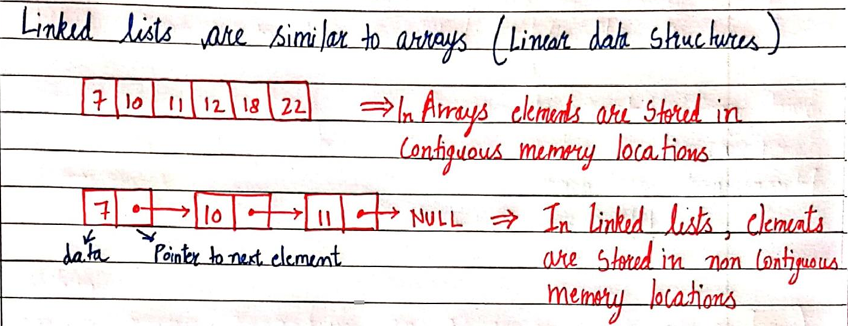 Linked lists are similar to arrays (Linear data structures)
7 10 11 12 18 22 ⇒ In Arrays elements are stored in
contiguous memory locations
7 → 10 → 11 → NULL ⇒ In linked lists, elements
data Pointer to next element are stored in non contiguous
memory locations